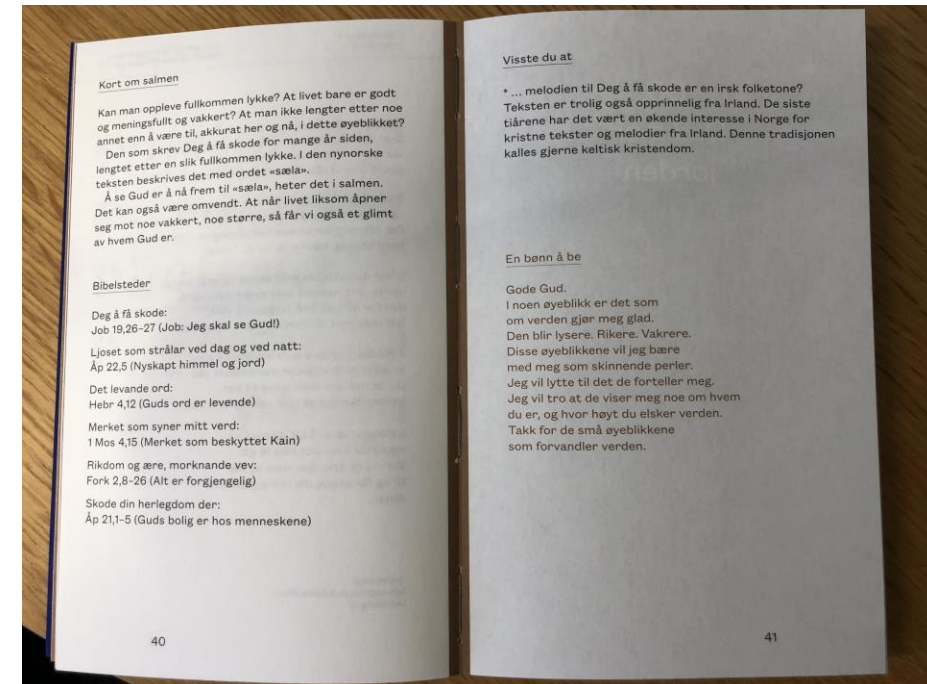 Kort om salmen
Kan man oppleve fullkommen lykke? At livet bare er godt
og meningsfullt og vakkert? At man ikke lengter etter noe
annet enn å være til, akkurat her og nå, i dette øyeblikket?
Den som skrev Deg å få skode for mange år siden,
lengtet etter en slik fullkommen lykke. I den nynorske
teksten beskrives det med ordet «sæla».
Å se Gud er å nå frem til «sæla», heter det i salmen.
Det kan også være omvendt. At når livet liksom åpner
seg mot noe vakkert, noe større, så får vi også et glimt
av hvem Gud er.
Bibelsteder
Deg å få skode:
Job 19,26–27 (Job: Jeg skal se Gud!)
Ljoset som strålar ved dag og ved natt:
Åp 22,5 (Nyskapt himmel og jord)
Det levande ord:
Hebr 4,12 (Guds ord er levende)
Merket som syner mitt verd:
1 Mos 4,15 (Merket som beskyttet Kain)
Rikdom og ære, morknande vev:
Fork 2,8–26 (Alt er forgjengelig)
Skode din herlegdom der:
Åp 21,1–5 (Guds bolig er hos menneskene)
40
Visste du at
* ... melodien til Deg å få skode er en irsk folketone?
Teksten er trolig også opprinnelig fra Irland. De siste
tiårene har det vært en økende interesse i Norge for
kristne tekster og melodier fra Irland. Denne tradisjonen
kalles gjerne keltisk kristendom.
En bønn å be
Gode Gud.
I noen øyeblikk er det som
om verden gjør meg glad.
Den blir lysere. Rikere. Vakrere.
Disse øyeblikkene vil jeg bære
med meg som skinnende perler.
Jeg vil lytte til det de forteller meg.
Jeg vil tro at de viser meg noe om hvem
du er, og hvor høyt du elsker verden.
Takk for de små øyeblikkene
som forvandler verden.
41